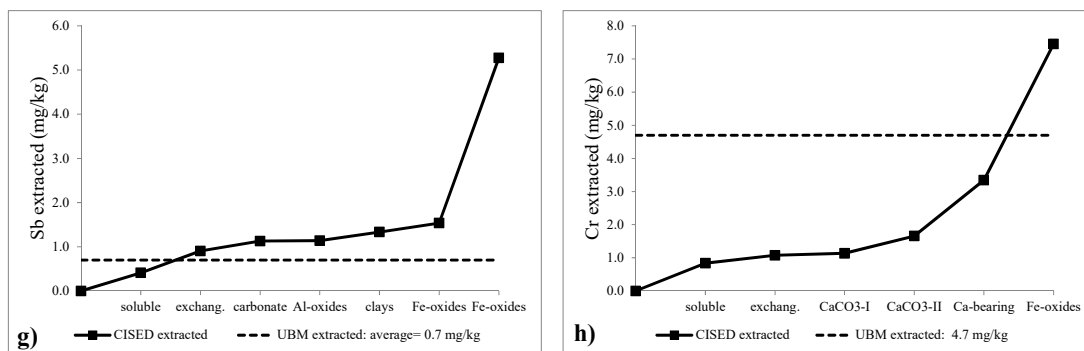 6.0
5.0
4.0
3.0
2.0
1.0
0.0
Sb extracted (mg/kg)
soluble exchang. carbonate Al-oxides clays Fe-oxides Fe-oxides
g)
CISED extracted UBM extracted: average= 0.7 mg/kg
8.0
7.0
6.0
5.0
4.0
3.0
2.0
1.0
0.0
Cr extracted (mg/kg)
soluble exchang. CaCO3-I CaCO3-II Ca-bearing Fe-oxides
h)
CISED extracted UBM extracted: 4.7 mg/kg